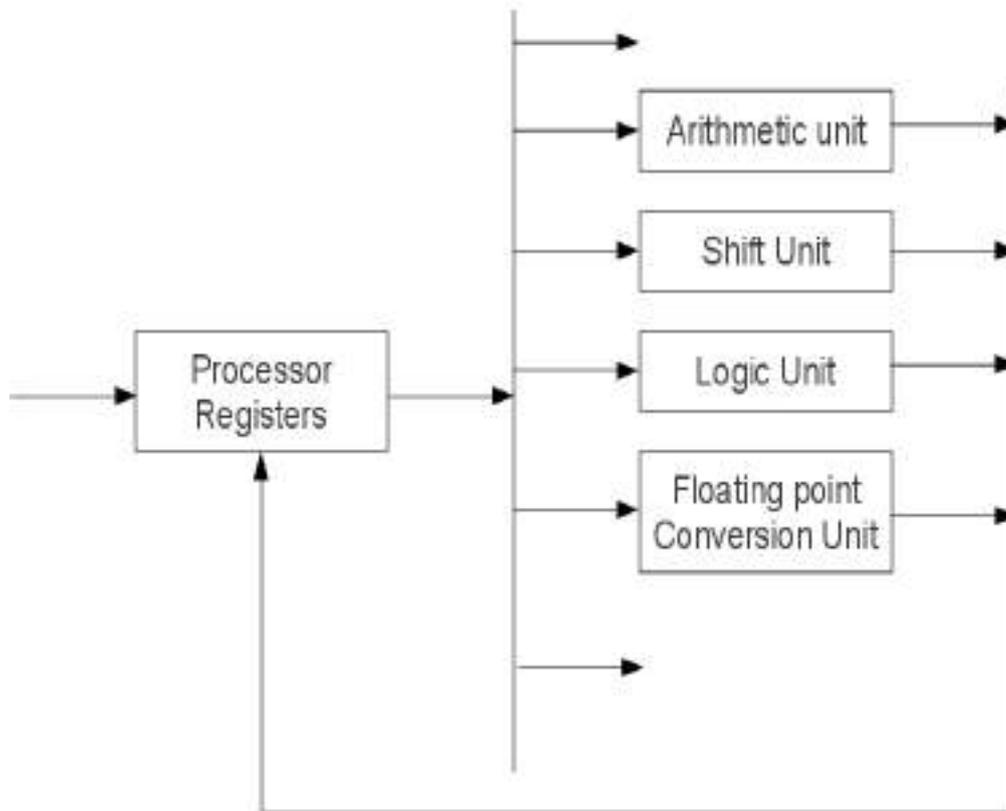 Arithmetic unit
Shift Unit
Processor
Registers
Logic Unit
Floating point
Conversion Unit